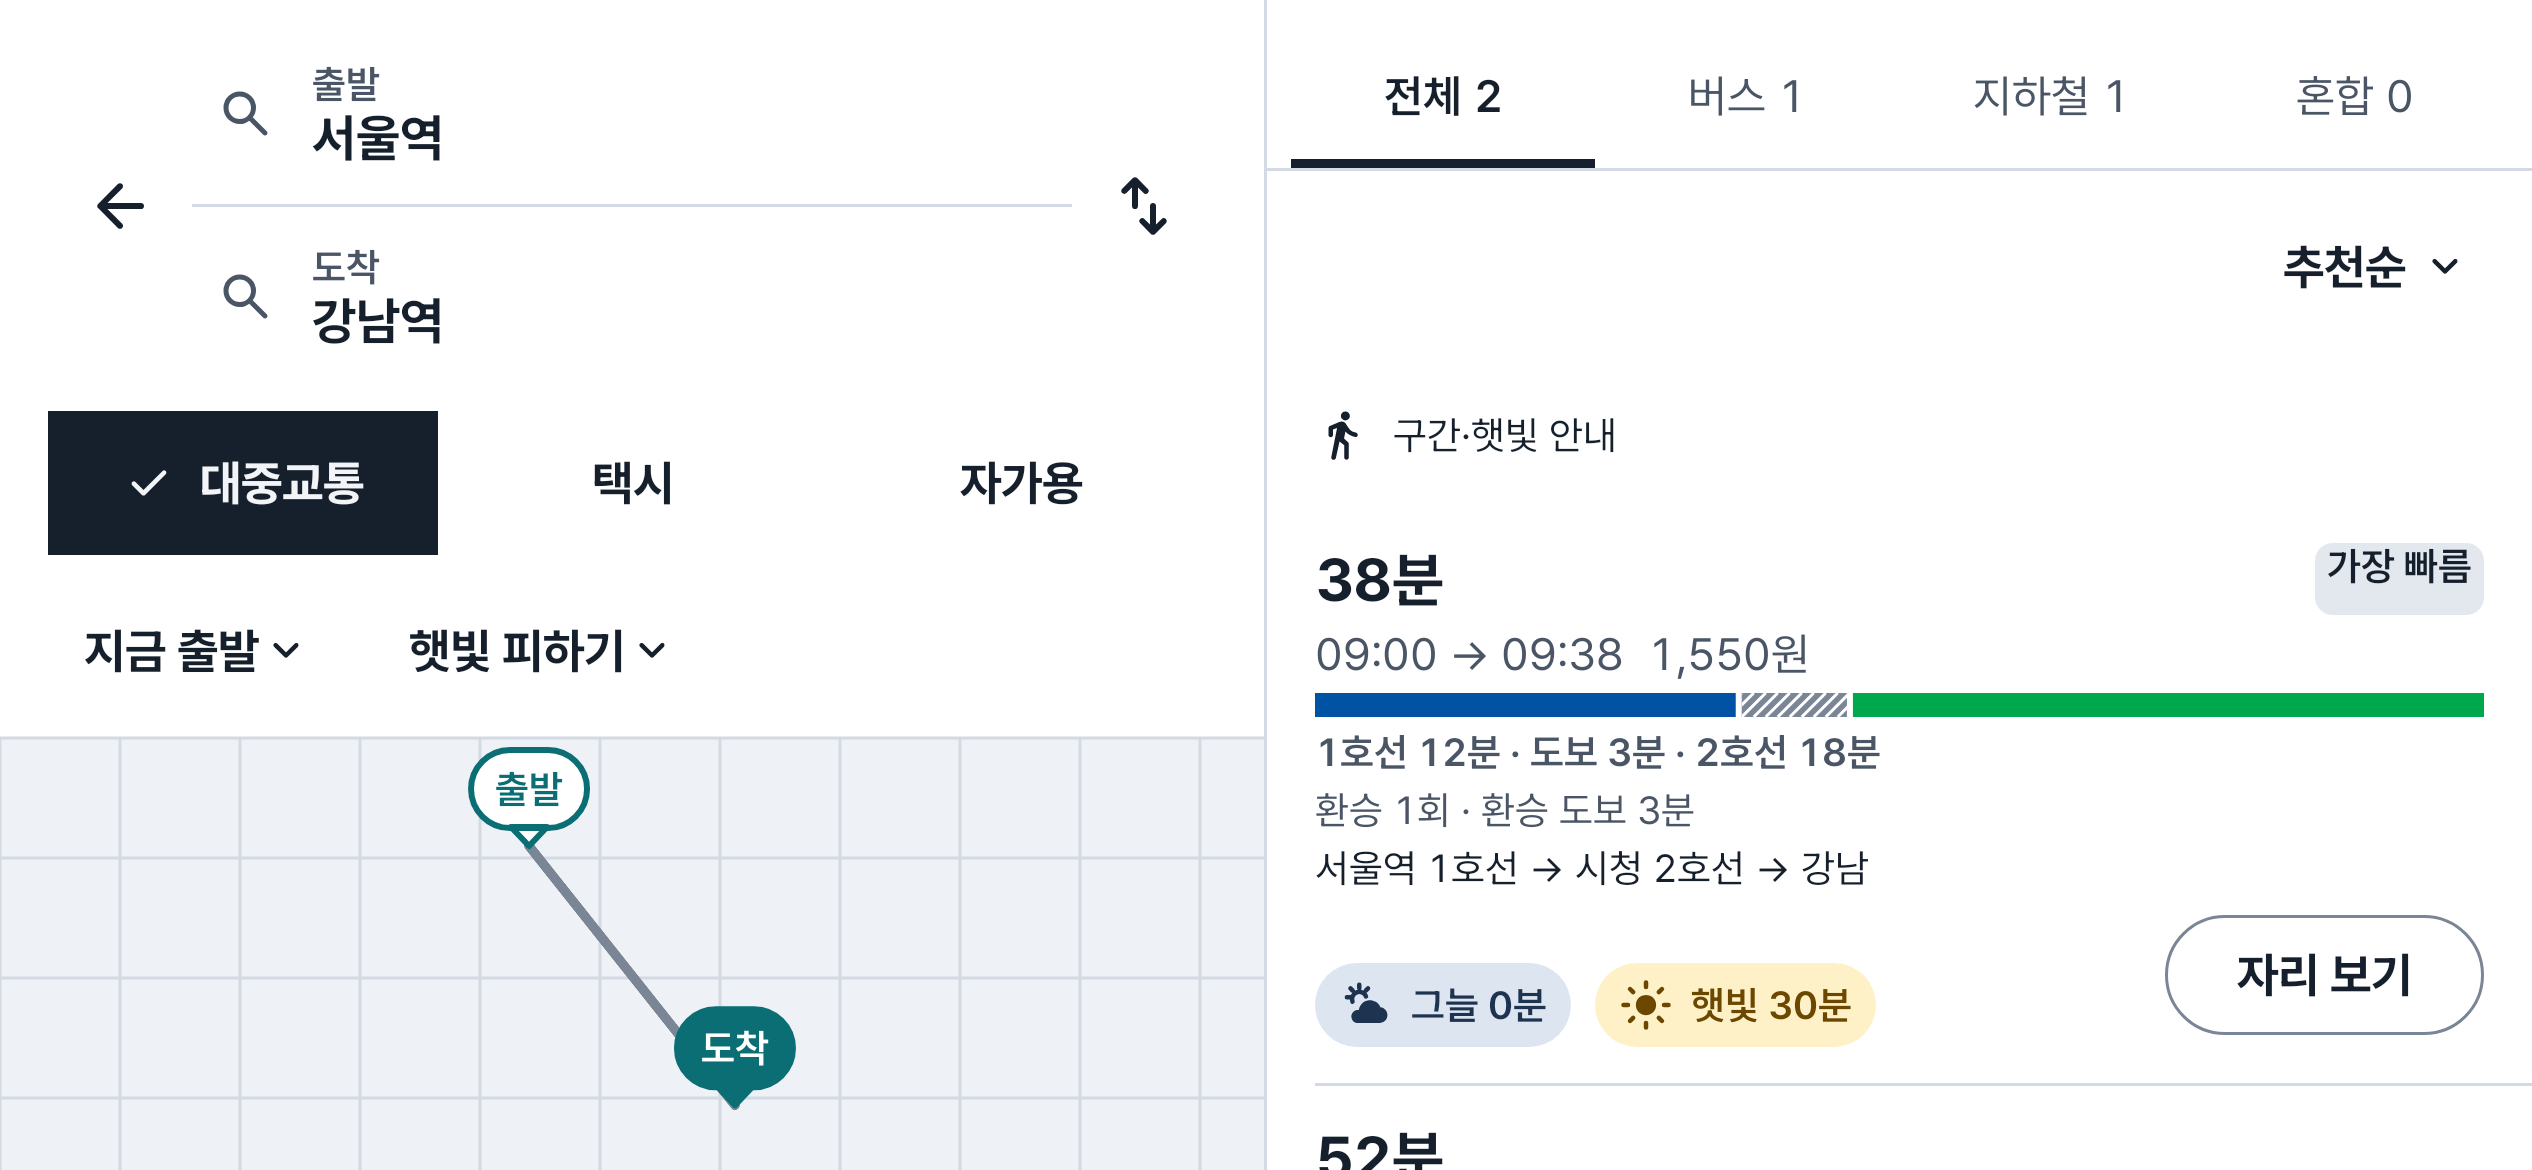 출발
서울역
도착
강남역
대중교통 택시 자가용
지금 출발 햇빛 피하기
출발
도착
전체 2 버스 1 지하철 1 혼합 0
추천순
구간·햇빛 안내
38분 가장 빠름
09:00 → 09:38 1,550원
1호선 12분 · 도보 3분 · 2호선 18분
환승 1회 · 환승 도보 3분
서울역 1호선 → 시청 2호선 → 강남
그늘 0분 햇빛 30분 자리 보기
52분